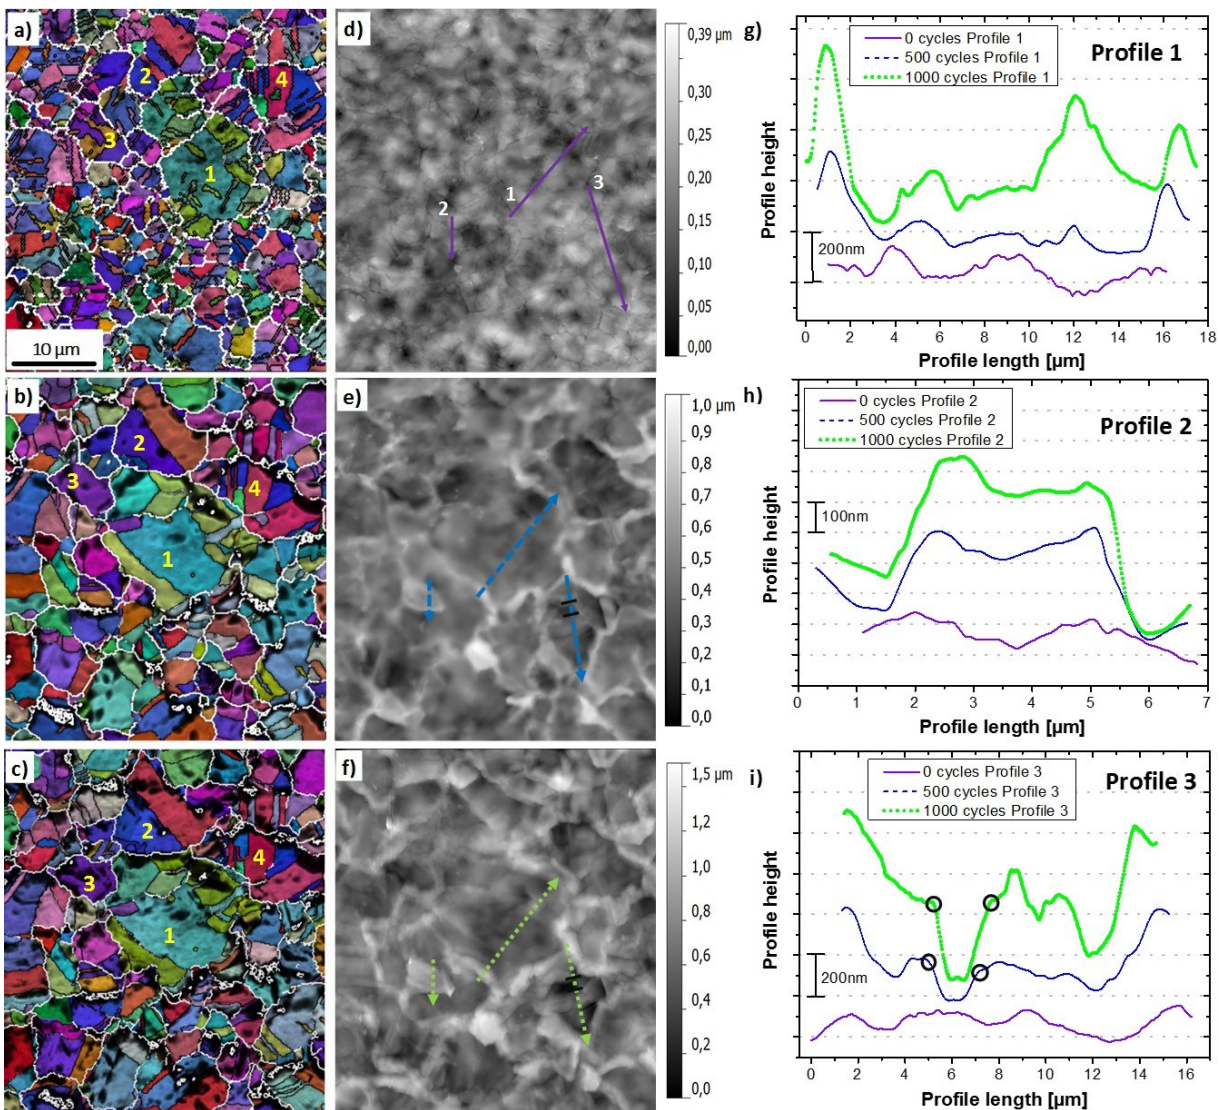 a)
2
4
3
1
10 µm
b)
2
3
4
1
c)
2
4
3
1
d)
2
1
3
0,39 µm
0,30
0,25
0,20
0,15
0,10
0,05
0,00
e)
1,0 µm
0,9
0,8
0,7
0,6
0,5
0,4
0,3
0,2
0,1
0,0
f)
1,5 µm
1,2
1,0
0,8
0,6
0,4
0,2
0,0
g)
0 cycles Profile 1
500 cycles Profile 1
1000 cycles Profile 1
Profile 1
Profile height
200nm
0 2 4 6 8 10 12 14 16 18
Profile length [µm]
h)
0 cycles Profile 2
500 cycles Profile 2
1000 cycles Profile 2
Profile 2
Profile height
100nm
0 1 2 3 4 5 6 7
Profile length [µm]
i)
0 cycles Profile 3
500 cycles Profile 3
1000 cycles Profile 3
Profile 3
Profile height
200nm
0 2 4 6 8 10 12 14 16
Profile length [µm]